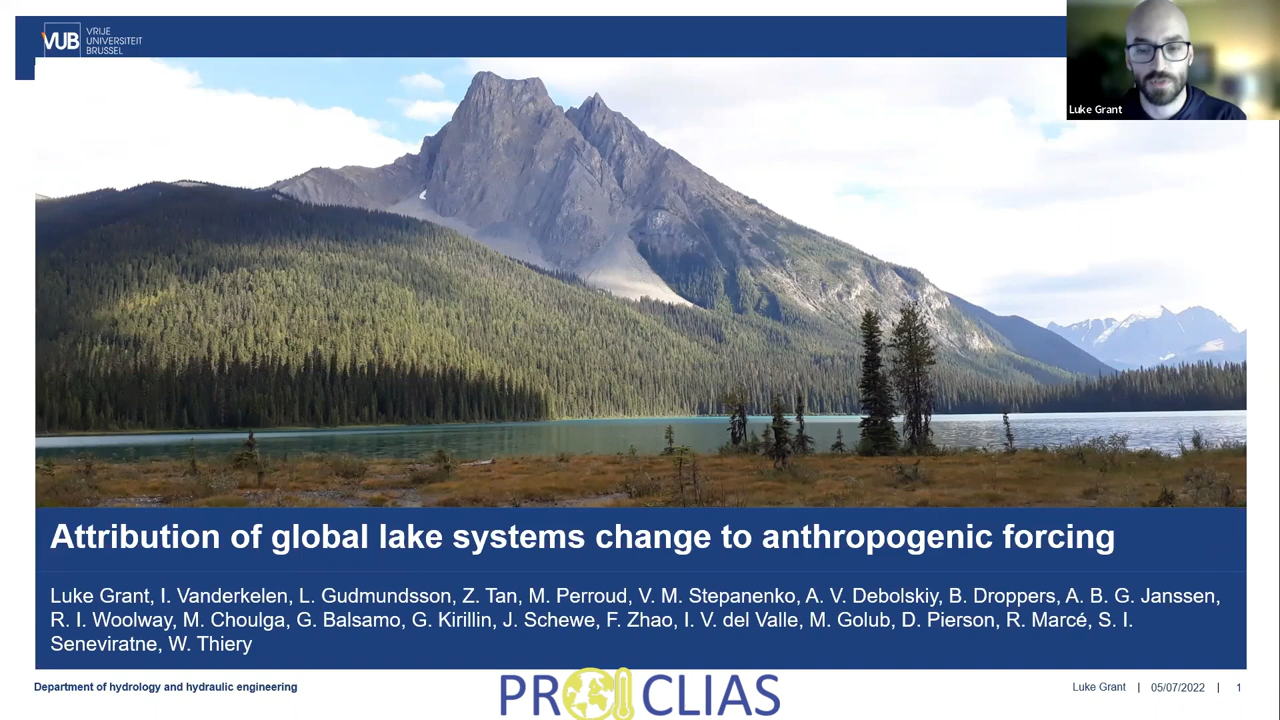 VUB
VRIJE
UNIVERSITEIT
BRUSSEL
Luke Grant
Attribution of global lake systems change to anthropogenic forcing
Luke Grant, I. Vanderkelen, L. Gudmundsson, Z. Tan, M. Perroud, V. M. Stepanenko, A. V. Debolskiy, B. Droppers, A. B. G. Janssen,
R. I. Woolway, M. Choulga, G. Balsamo, G. Kirillin, J. Schewe, F. Zhao, I. V. del Valle, M. Golub, D. Pierson, R. Marcé, S. I.
Seneviratne, W. Thiery
Department of hydrology and hydraulic engineering
PROCLIAS
Luke Grant | 05/07/2022 | 1